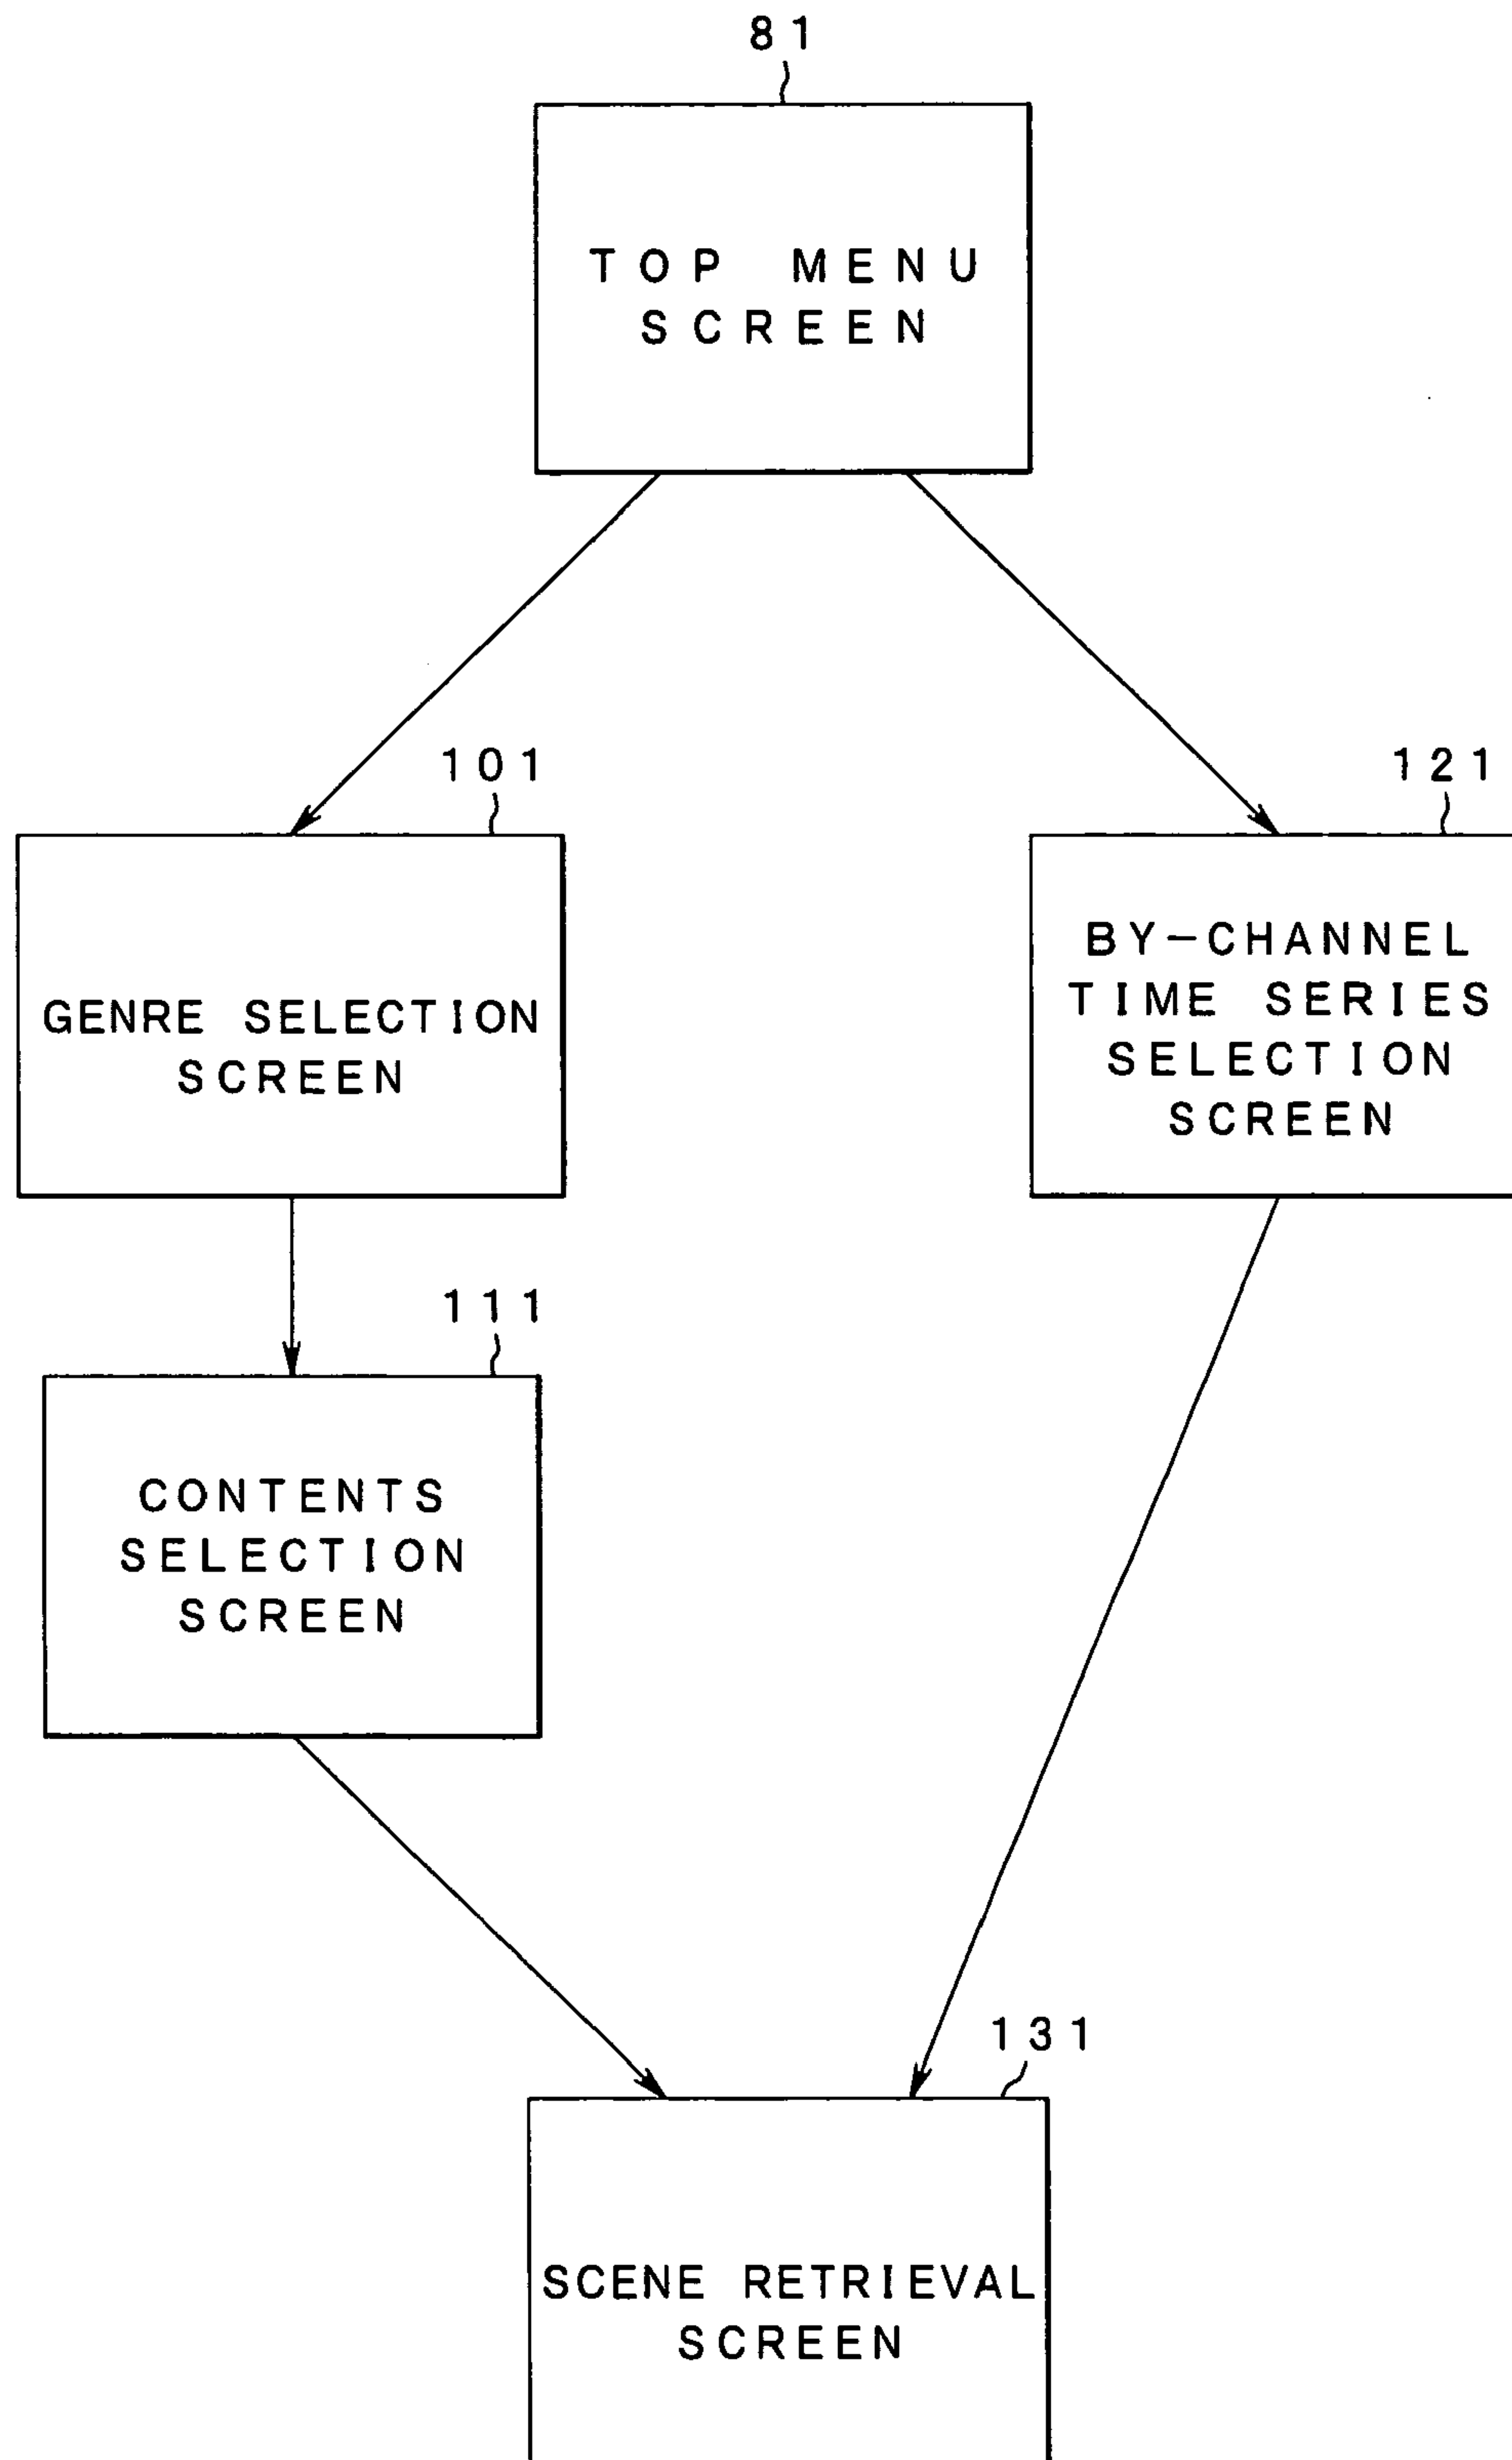 81
TOP MENU
SCREEN
101
GENRE SELECTION
SCREEN
121
BY-CHANNEL
TIME SERIES
SELECTION
SCREEN
111
CONTENTS
SELECTION
SCREEN
131
SCENE RETRIEVAL
SCREEN